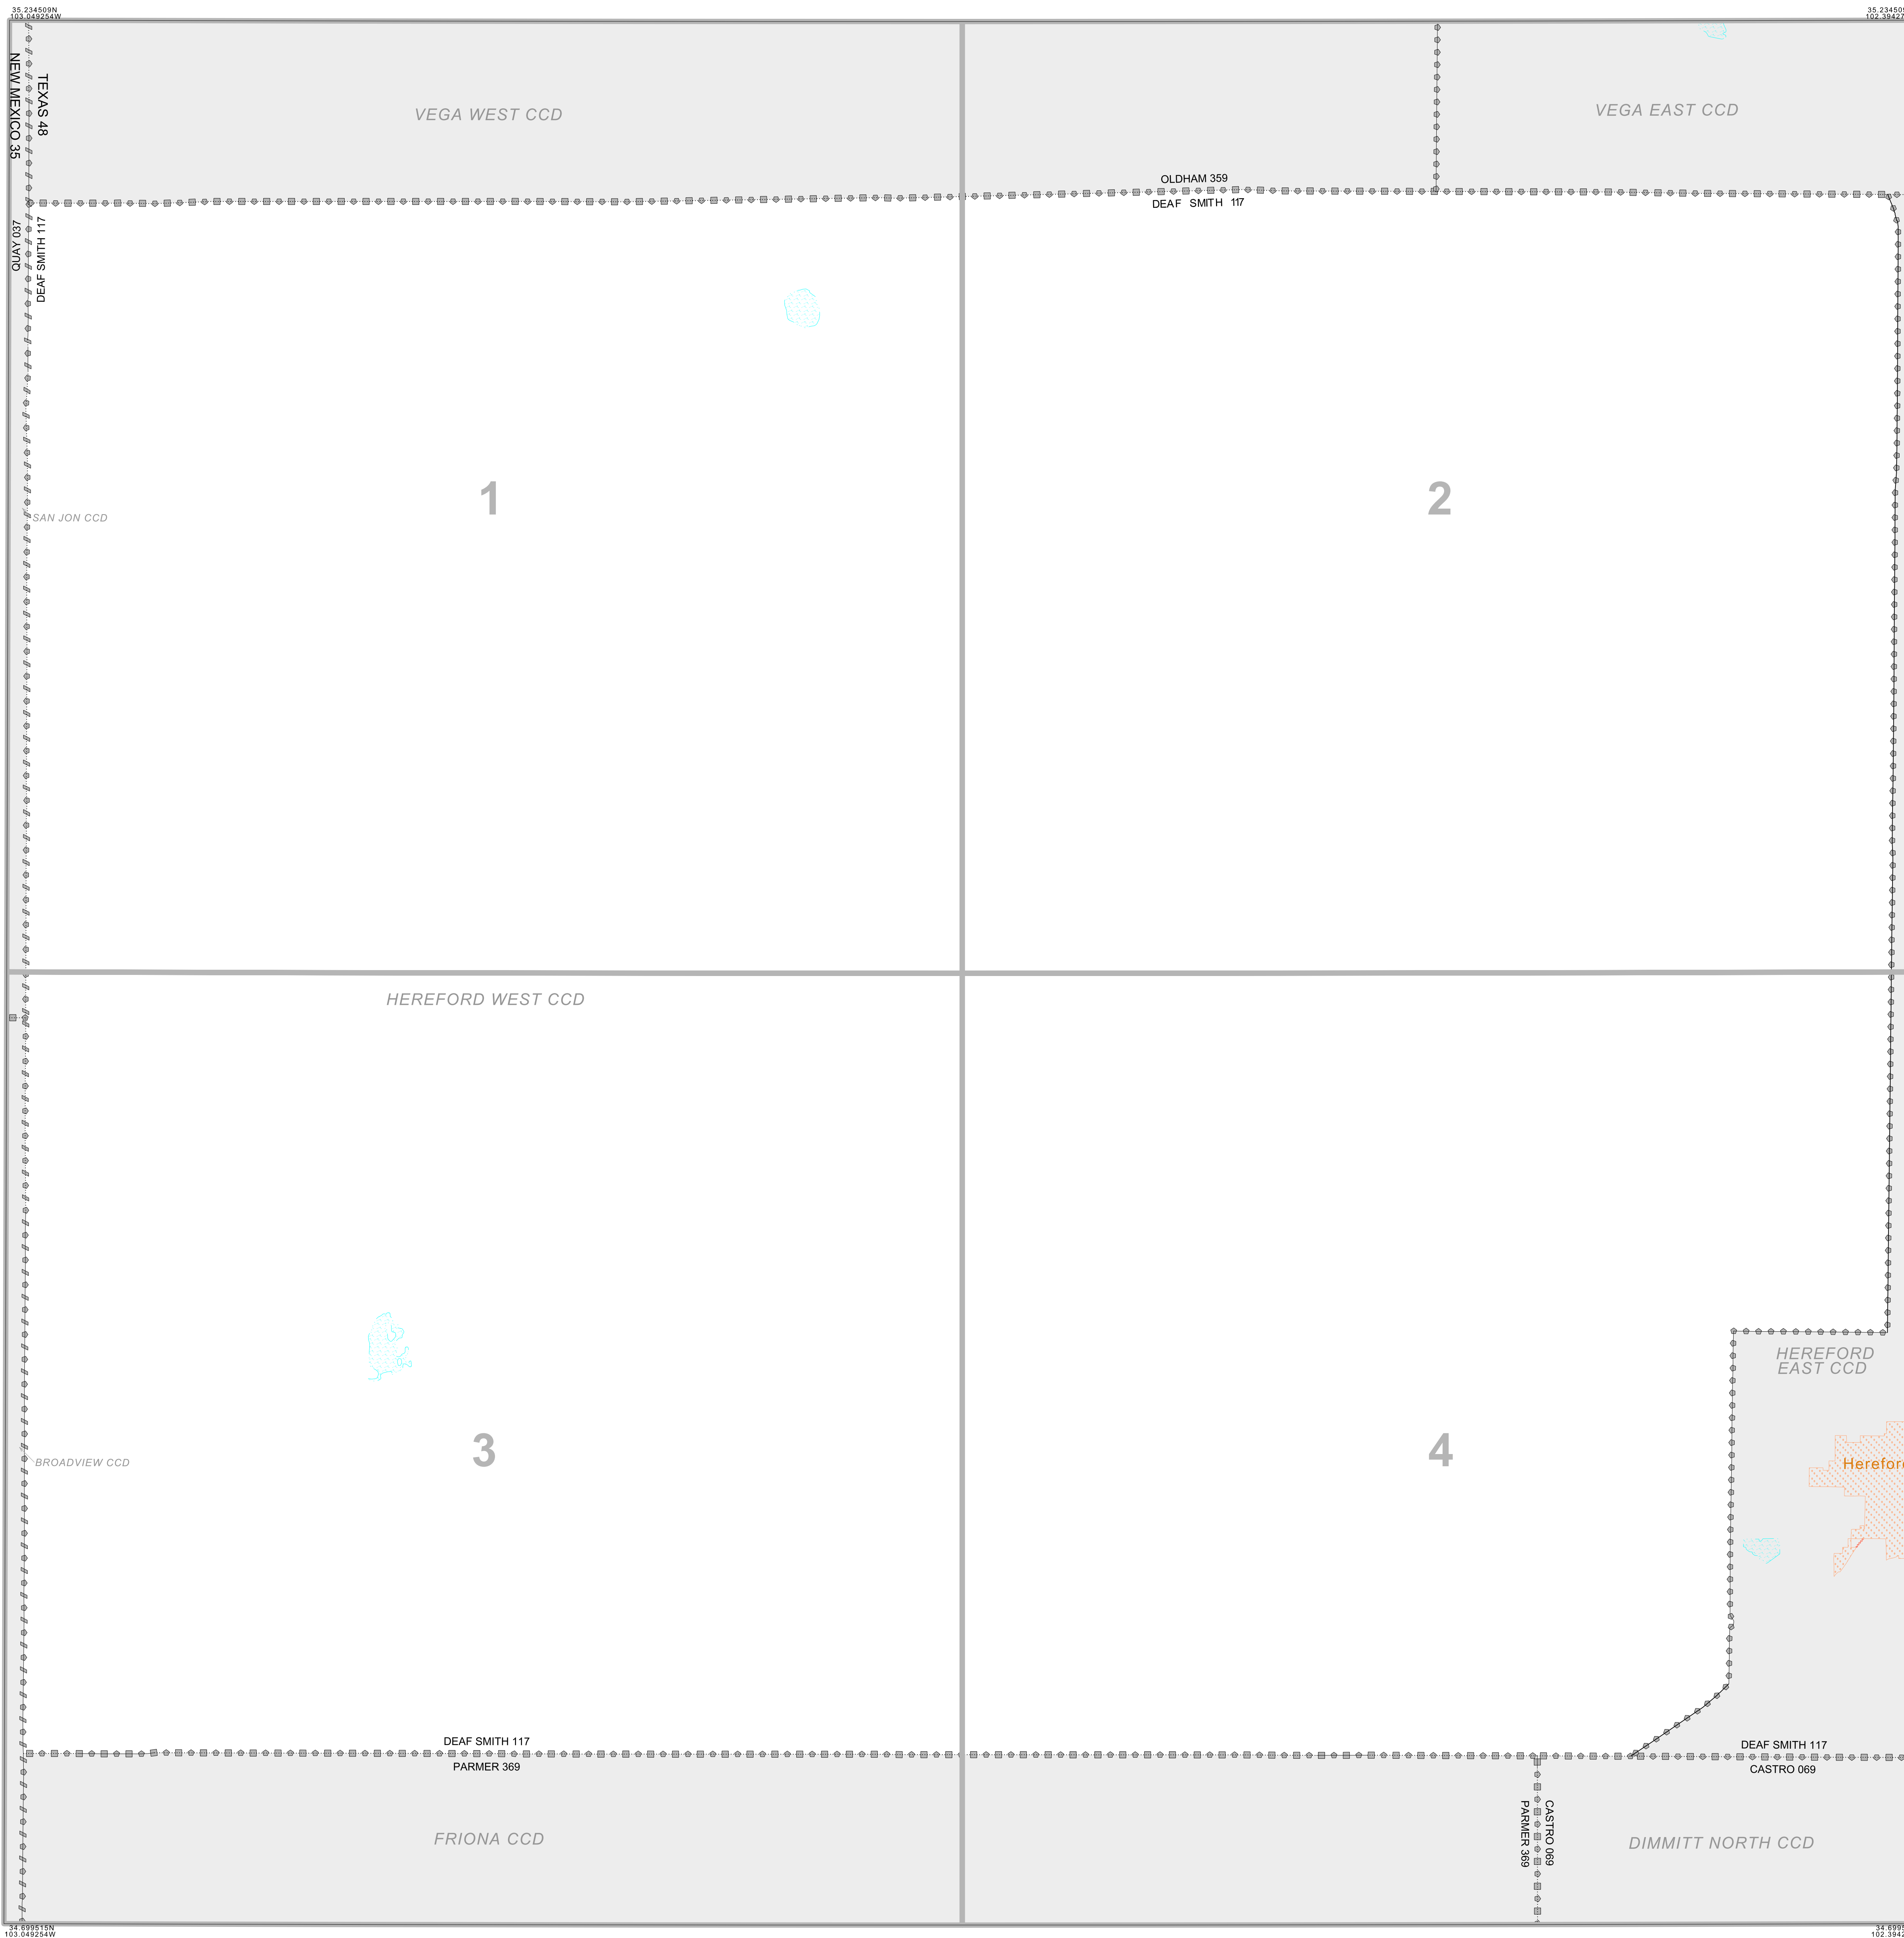 35.234509N
103.049254W
35.234509
102.39427
NEW MEXICO 35
TEXAS 48
VEGA WEST CCD
VEGA EAST CCD
OLDHAM 359
DEAF SMITH 117
QUAY 037
DEAF SMITH 117
1
2
SAN JON CCD
HEREFORD WEST CCD
HEREFORD
EAST CCD
3
4
BROADVIEW CCD
Herefor
DEAF SMITH 117
PARMER 369
DEAF SMITH 117
CASTRO 069
PARMER 369
CASTRO 069
FRIONA CCD
DIMMITT NORTH CCD
34.699515N
103.049254W
34.6995
102.3942